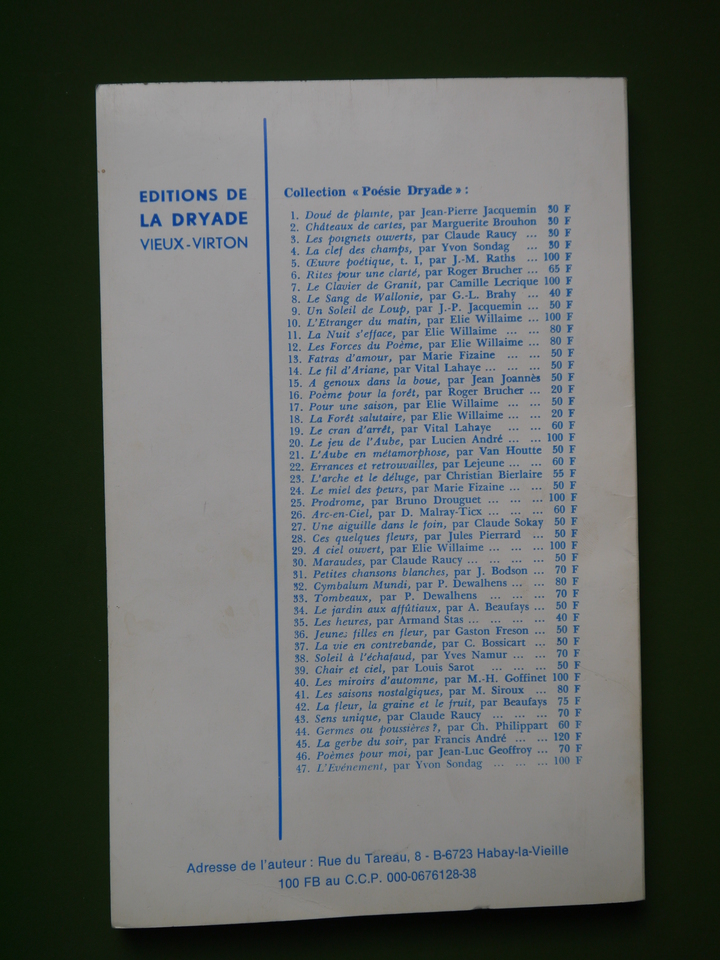 EDITIONS DE
LA DRYADE
VIEUX-VIRTON
Collection « Poésie Dryade » :
1. Doué de plainte, par Jean-Pierre Jacquemin 30 F
2. Châteaux de cartes, par Marguerite Brouhon 30 F
3. Les poignets ouverts, par Claude Raucy ... 30 F
4. La clef des champs, par Yvon Sondag ... 30 F
5. Œuvre poétique, t. I, par J.-M. Raths ... 100 F
6. Rites pour une clarté, par Roger Brucher ... 65 F
7. Le Clavier de Granit, par Camille Lecrique 100 F
8. Le Sang de Wallonie, par G.-L. Brahy ... 40 F
9. Un Soleil de Loup, par J.-P. Jacquemin ... 50 F
10. L'Etranger du matin, par Elie Willaime ... 100 F
11. La Nuit s'efface, par Elie Willaime ... ... 80 F
12. Les Forces du Poème, par Elie Willaime ... 80 F
13. Fatras d'amour, par Marie Fizaine ... ... 50 F
14. Le fil d'Ariane, par Vital Lahaye ... ... 50 F
15. A genoux dans la boue, par Jean Joannès 50 F
16. Poème pour la forêt, par Roger Brucher ... 20 F
17. Pour une saison, par Elie Willaime ... ... 50 F
18. La Forêt salutaire, par Elie Willaime ... ... 20 F
19. Le cran d'arrêt, par Vital Lahaye ... ... 60 F
20. Le jeu de l'Aube, par Lucien André ... ... 100 F
21. L'Aube en métamorphose, par Van Houtte 50 F
22. Errances et retrouvailles, par Lejeune ... ... 60 F
23. L'arche et le déluge, par Christian Bierlaire 55 F
24. Le miel des peurs, par Marie Fizaine ... ... 50 F
25. Prodrome, par Bruno Drouguet ... ... ... 100 F
26. Arc-en-Ciel, par D. Malray-Ticx ... ... ... 60 F
27. Une aiguille dans le foin, par Claude Sokay 50 F
28. Ces quelques fleurs, par Jules Pierrard ... 50 F
29. A ciel ouvert, par Elie Willaime ... ... ... 100 F
30. Maraudes, par Claude Raucy ... ... ... ... 50 F
31. Petites chansons blanches, par J. Bodson ... 70 F
32. Cymbalum Mundi, par P. Dewalhens ... ... 80 F
33. Tombeaux, par P. Dewalhens ... ... ... 70 F
34. Le jardin aux affûtiaux, par A. Beaufays ... 50 F
35. Les heures, par Armand Stas ... ... ... ... 40 F
36. Jeunes filles en fleur, par Gaston Freson ... 50 F
37. La vie en contrebande, par C. Bossicart ... 50 F
38. Soleil à l'échafaud, par Yves Namur ... ... 70 F
39. Chair et ciel, par Louis Sarot ... ... ... 50 F
40. Les miroirs d'automne, par M.-H. Goffinet 100 F
41. Les saisons nostalgiques, par M. Siroux ... 80 F
42. La fleur, la graine et le fruit, par Beaufays 75 F
43. Sens unique, par Claude Raucy ... ... ... 70 F
44. Germes ou poussières?, par Ch. Philippart 60 F
45. La gerbe du soir, par Francis André ... ... 120 F
46. Poèmes pour moi, par Jean-Luc Geoffroy ... 70 F
47. L'Evénement, par Yvon Sondag ... ... ... 100 F
Adresse de l'auteur : Rue du Tareau, 8 - B-6723 Habay-la-Vieille
100 FB au C.C.P. 000-0676128-38